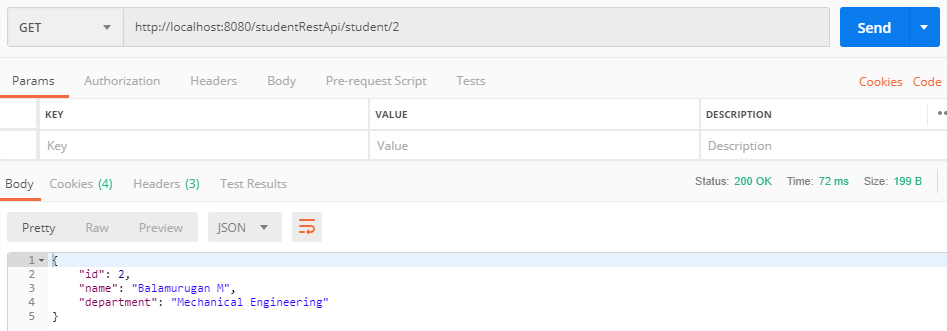 GET http://localhost:8080/studentRestApi/student/2 Send
Params Authorization Headers Body Pre-request Script Tests Cookies Code
KEY VALUE DESCRIPTION
Key Value Description
Body Cookies (4) Headers (3) Test Results Status: 200 OK Time: 72 ms Size: 199 B
Pretty Raw Preview JSON
1 {
2 "id": 2,
3 "name": "Balamurugan M",
4 "department": "Mechanical Engineering"
5 }